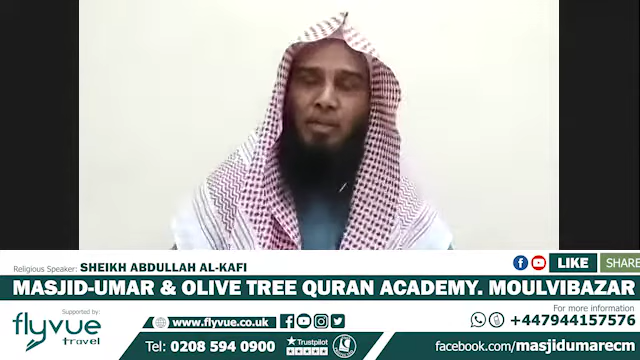 Religious Speaker: SHEIKH ABDULLAH AL-KAFI
LIKE
SHARE
MASJID-UMAR & OLIVE TREE QURAN ACADEMY. MOULVIBAZAR
Supported by:
flyvue
travel
www.flyvue.co.uk
Tel: 0208 594 0900
Trustpilot
For more information
+447944157576
facebook.com/masjidumarecm